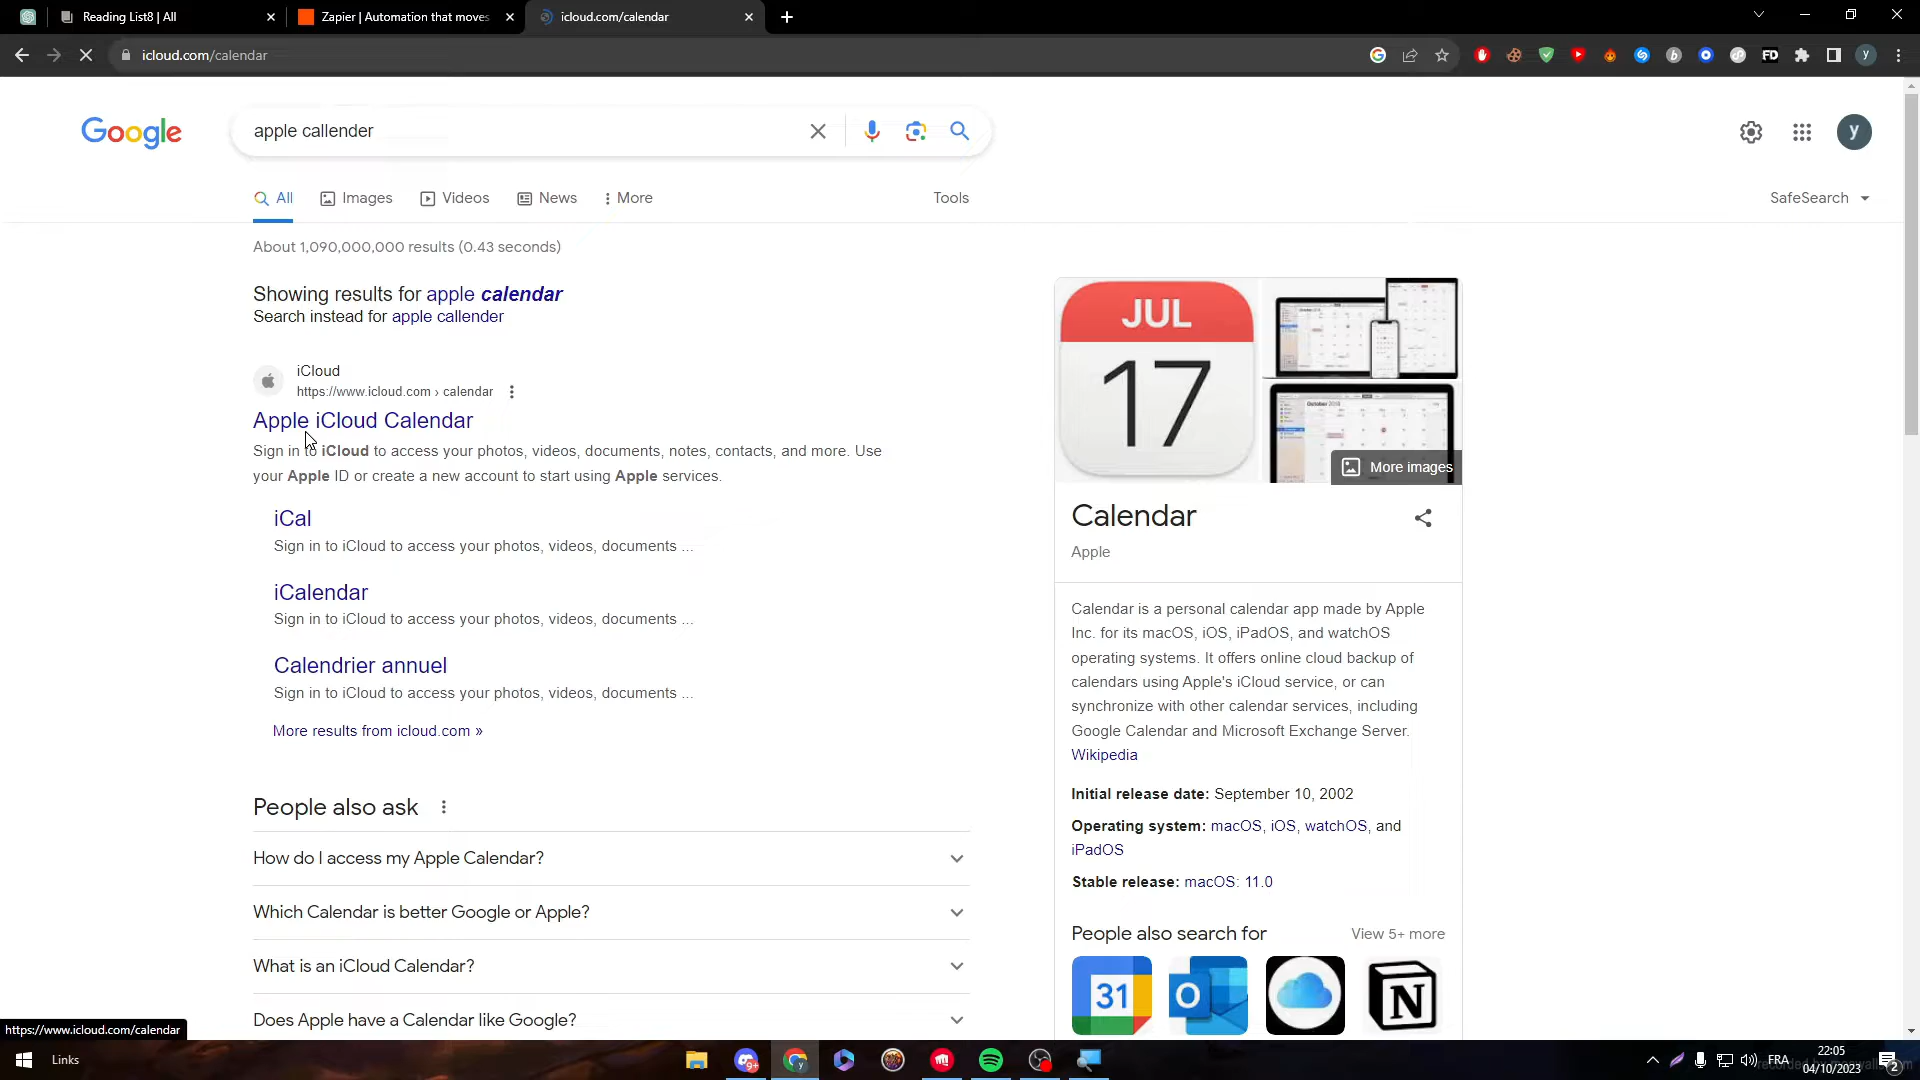 Reading List8 | All
Zapier | Automation that moves
icloud.com/calendar
icloud.com/calendar
FD
y
Google
apple callender
y
All
Images
Videos
News
More
Tools
SafeSearch
About 1,090,000,000 results (0.43 seconds)
Showing results for apple calendar
Search instead for apple callender
iCloud
https://www.icloud.com › calendar
Apple iCloud Calendar
Sign in to iCloud to access your photos, videos, documents, notes, contacts, and more. Use
your Apple ID or create a new account to start using Apple services.
iCal
Sign in to iCloud to access your photos, videos, documents ...
iCalendar
Sign in to iCloud to access your photos, videos, documents ...
Calendrier annuel
Sign in to iCloud to access your photos, videos, documents ...
More results from icloud.com »
People also ask
How do I access my Apple Calendar?
Which Calendar is better Google or Apple?
What is an iCloud Calendar?
Does Apple have a Calendar like Google?
JUL
17
More images
Calendar
Apple
Calendar is a personal calendar app made by Apple
Inc. for its macOS, iOS, iPadOS, and watchOS
operating systems. It offers online cloud backup of
calendars using Apple's iCloud service, or can
synchronize with other calendar services, including
Google Calendar and Microsoft Exchange Server.
Wikipedia
Initial release date: September 10, 2002
Operating system: macOS, iOS, watchOS, and
iPadOS
Stable release: macOS: 11.0
People also search for
View 5+ more
31
O
N
https://www.icloud.com/calendar
Links
FRA
22:05
04/10/2023
2